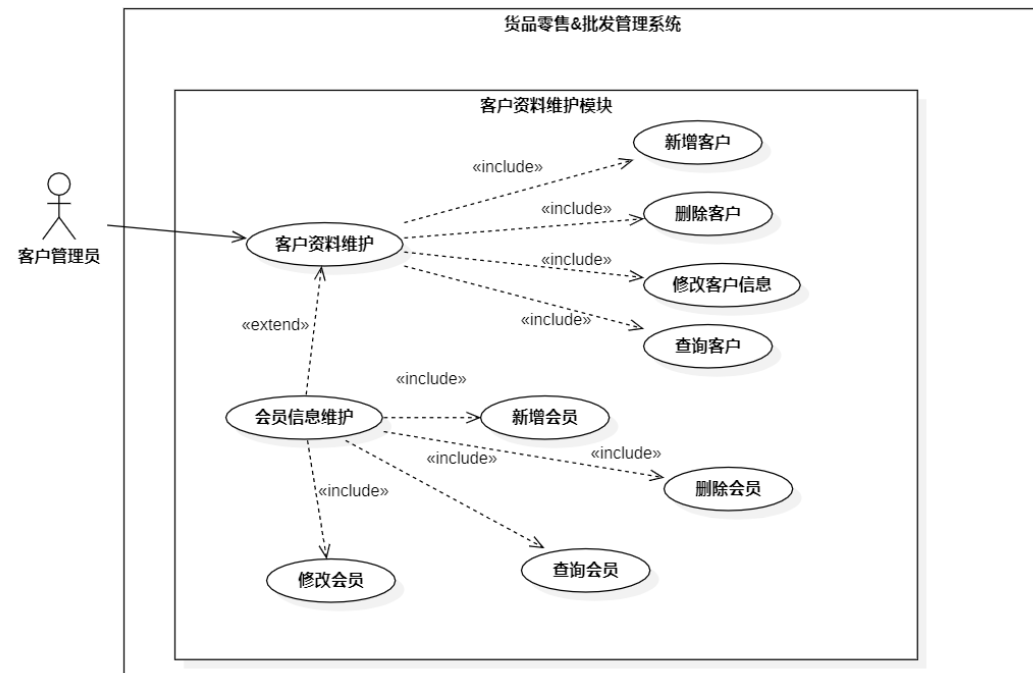 货品零售&批发管理系统
客户资料维护模块
新增客户
«include»
删除客户
«include»
客户管理员
客户资料维护
«include»
修改客户信息
«include»
查询客户
«extend»
«include»
会员信息维护
新增会员
«include»
«include»
删除会员
«include»
修改会员
查询会员